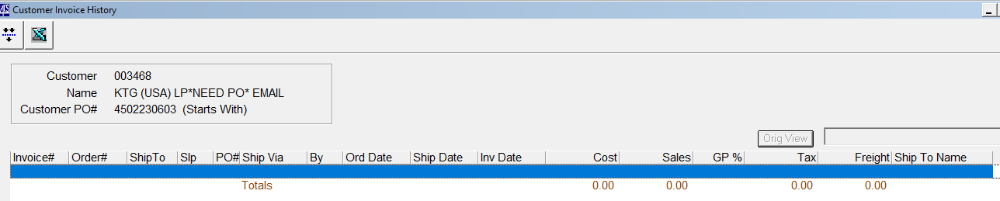 Customer Invoice History
Customer 003468
Name KTG (USA) LP*NEED PO* EMAIL
Customer PO# 4502230603 (Starts With)
Orig View
Invoice# Order# ShipTo Slp PO# Ship Via By Ord Date Ship Date Inv Date Cost Sales GP % Tax Freight Ship To Name
Totals 0.00 0.00 0.00 0.00